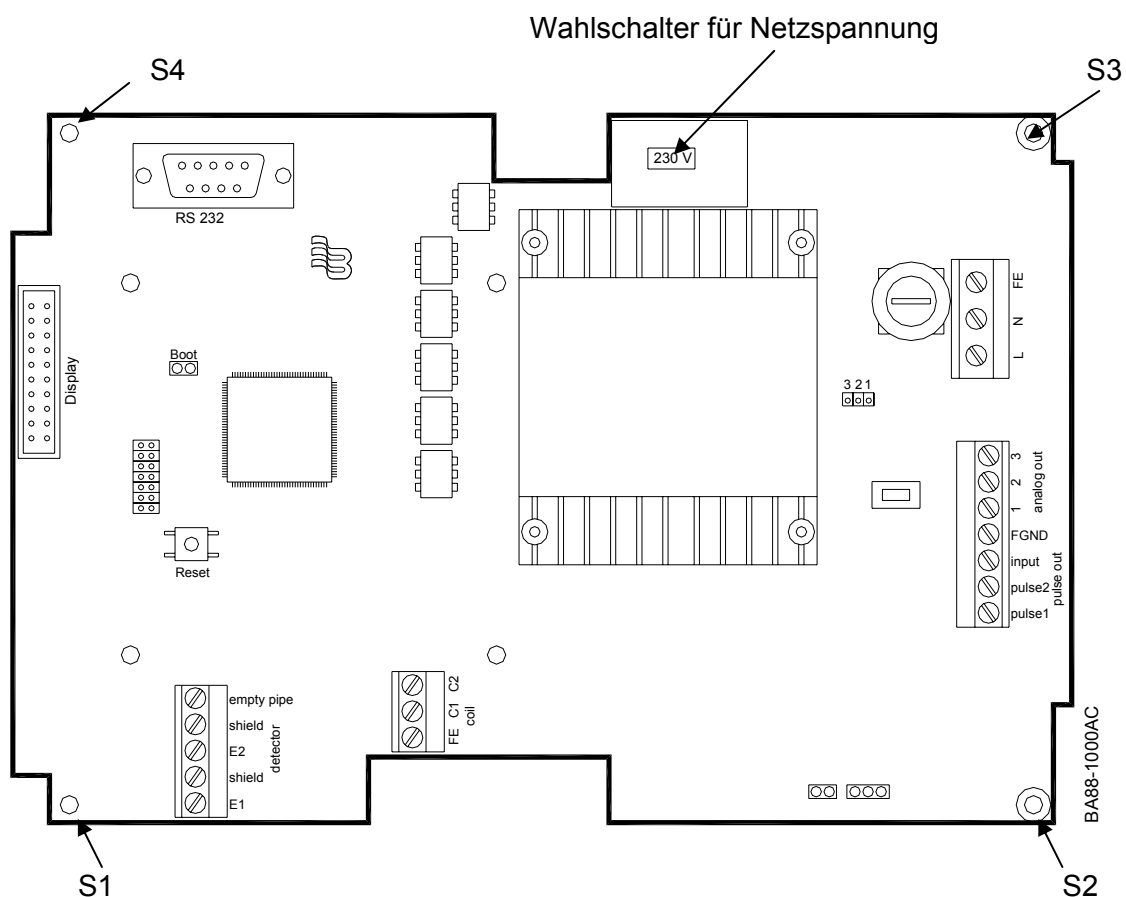 Wahlschalter für Netzspannung
S4
S3
230 V
RS 232
FE
N
L
Boot
Display
3 2 1
3
2
1
analog out
FGND
input
pulse2
pulse1
pulse out
Reset
empty pipe
shield
E2
shield
E1
detector
C2
C1
FE
coil
BA88-1000AC
S1
S2